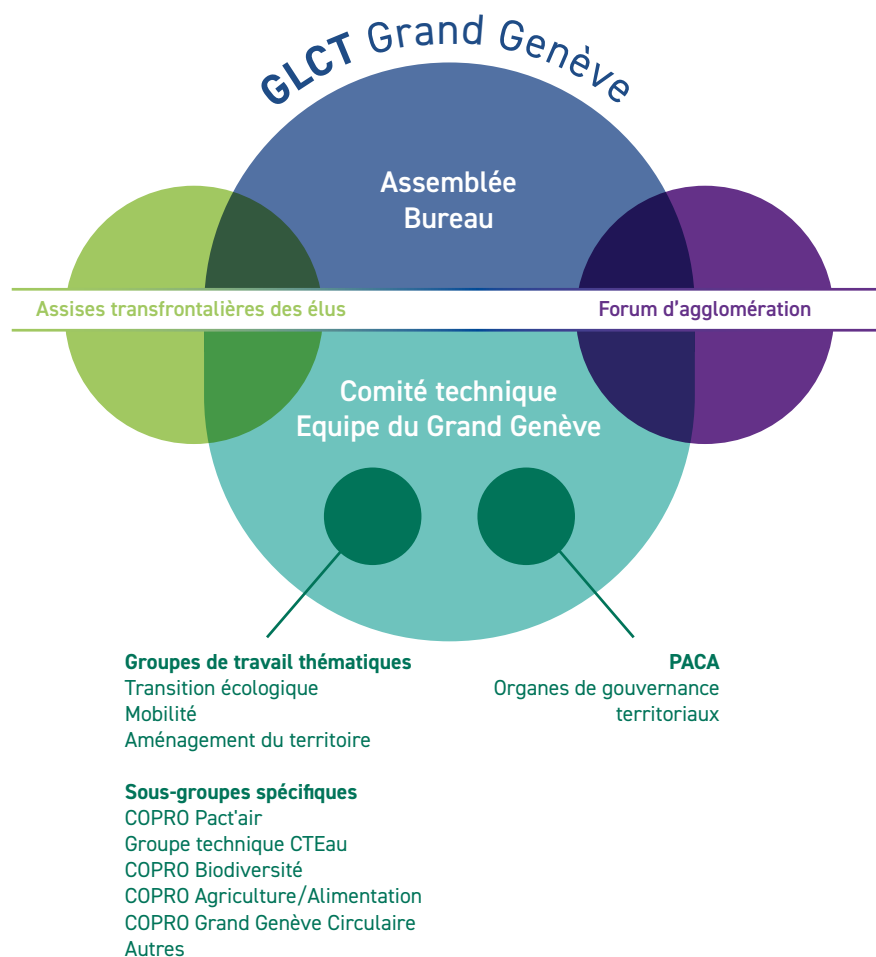 GLCT Grand Genève
Assemblée
Bureau
Assises transfrontalières des élus
Forum d'agglomération
Comité technique
Equipe du Grand Genève
Groupes de travail thématiques
Transition écologique
Mobilité
Aménagement du territoire
PACA
Organes de gouvernance
territoriaux
Sous-groupes spécifiques
COPRO Pact'air
Groupe technique CTEau
COPRO Biodiversité
COPRO Agriculture/Alimentation
COPRO Grand Genève Circulaire
Autres